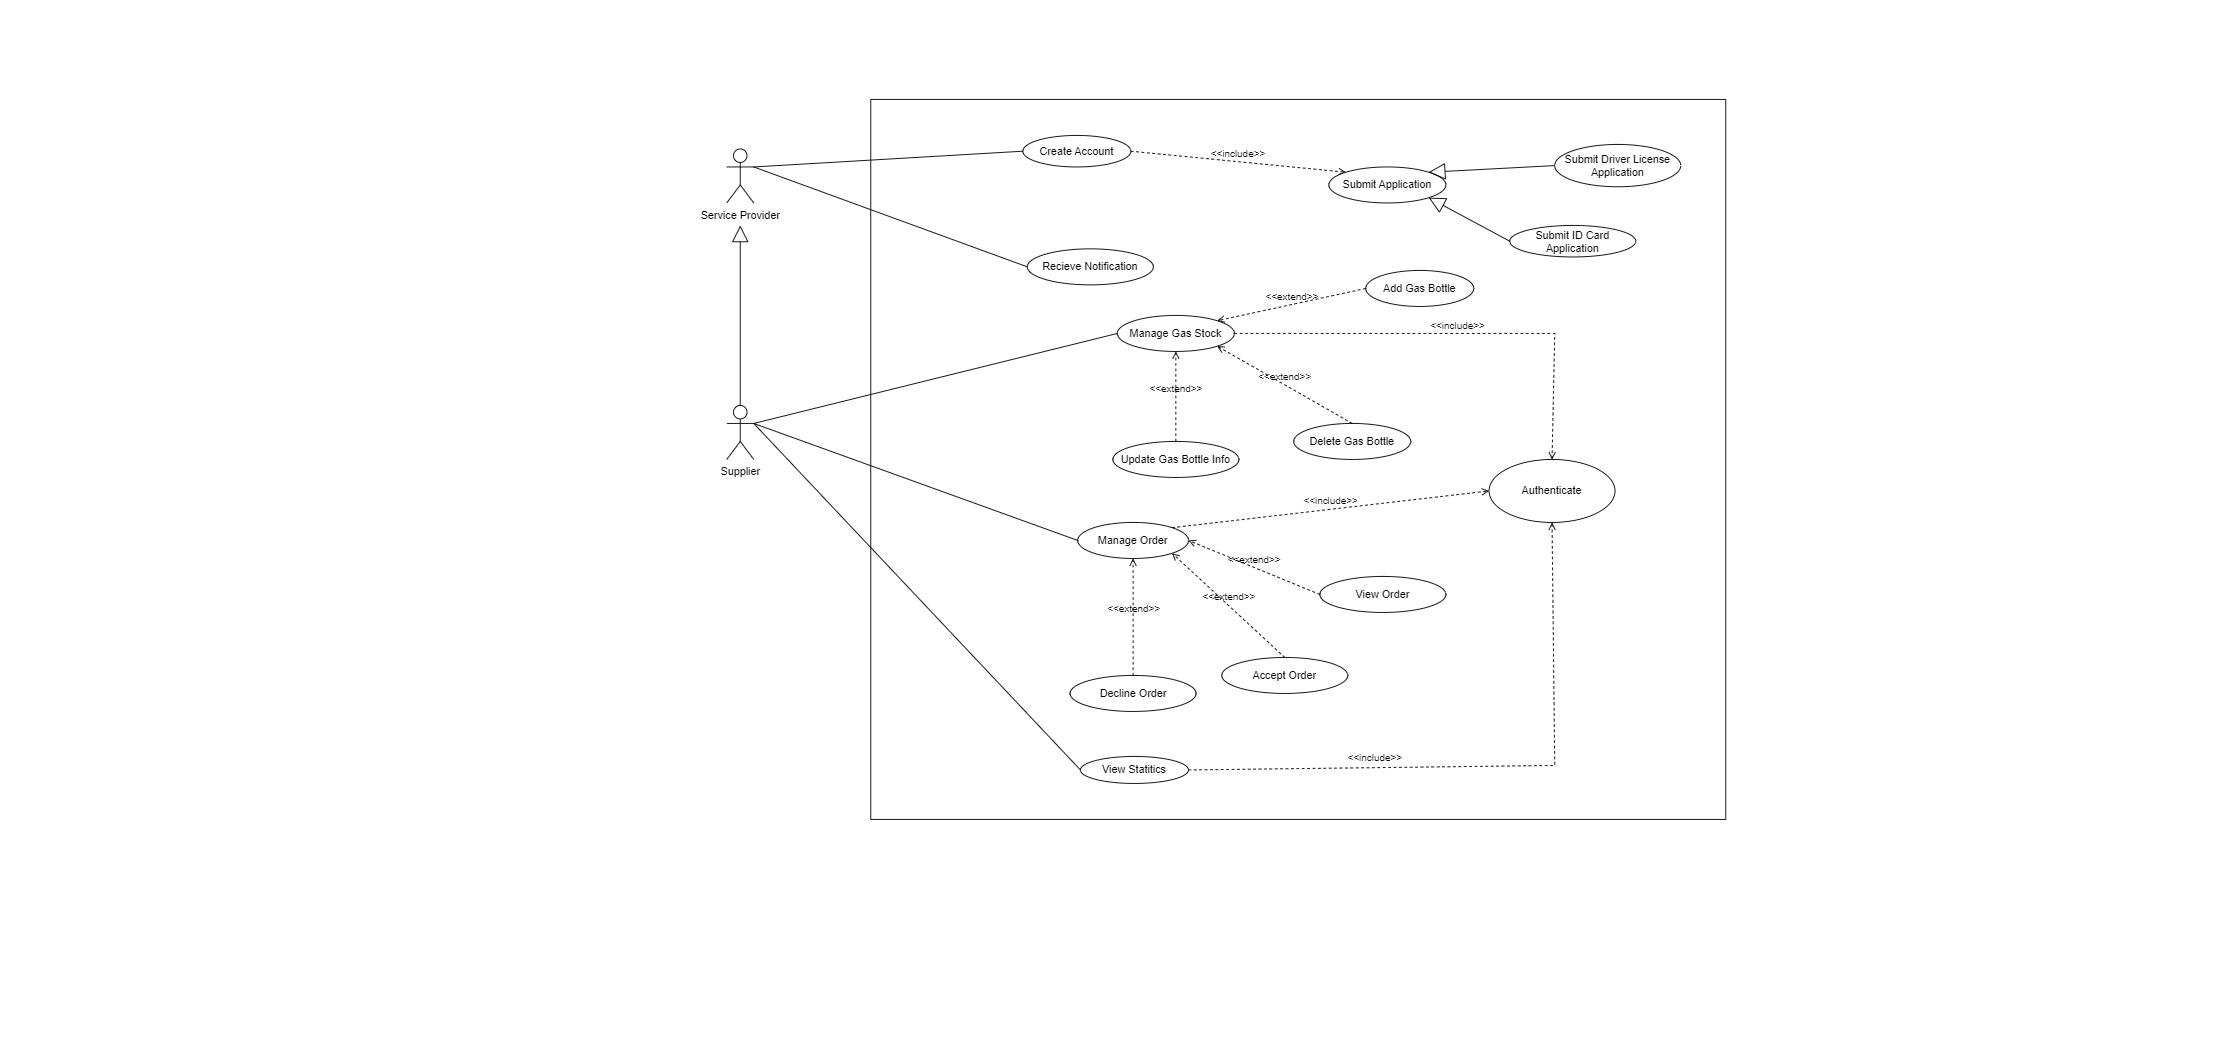 Create Account
<<include>>
Submit Driver License
Application
Submit Application
Service Provider
Submit ID Card
Application
Recieve Notification
Add Gas Bottle
<<extend>>
<<include>>
Manage Gas Stock
<<extend>>
<<extend>>
Delete Gas Bottle
Update Gas Bottle Info
Supplier
Authenticate
<<include>>
Manage Order
<<extend>>
View Order
<<extend>>
<<extend>>
Accept Order
Decline Order
<<include>>
View Statitics